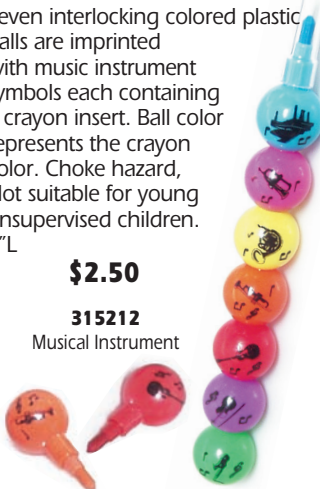 even interlocking colored plastic
alls are imprinted
ith music instrument
ymbols each containing
crayon insert. Ball color
epresents the crayon
olor. Choke hazard,
ot suitable for young
nsupervised children.
"L
$2.50
315212
Musical Instrument